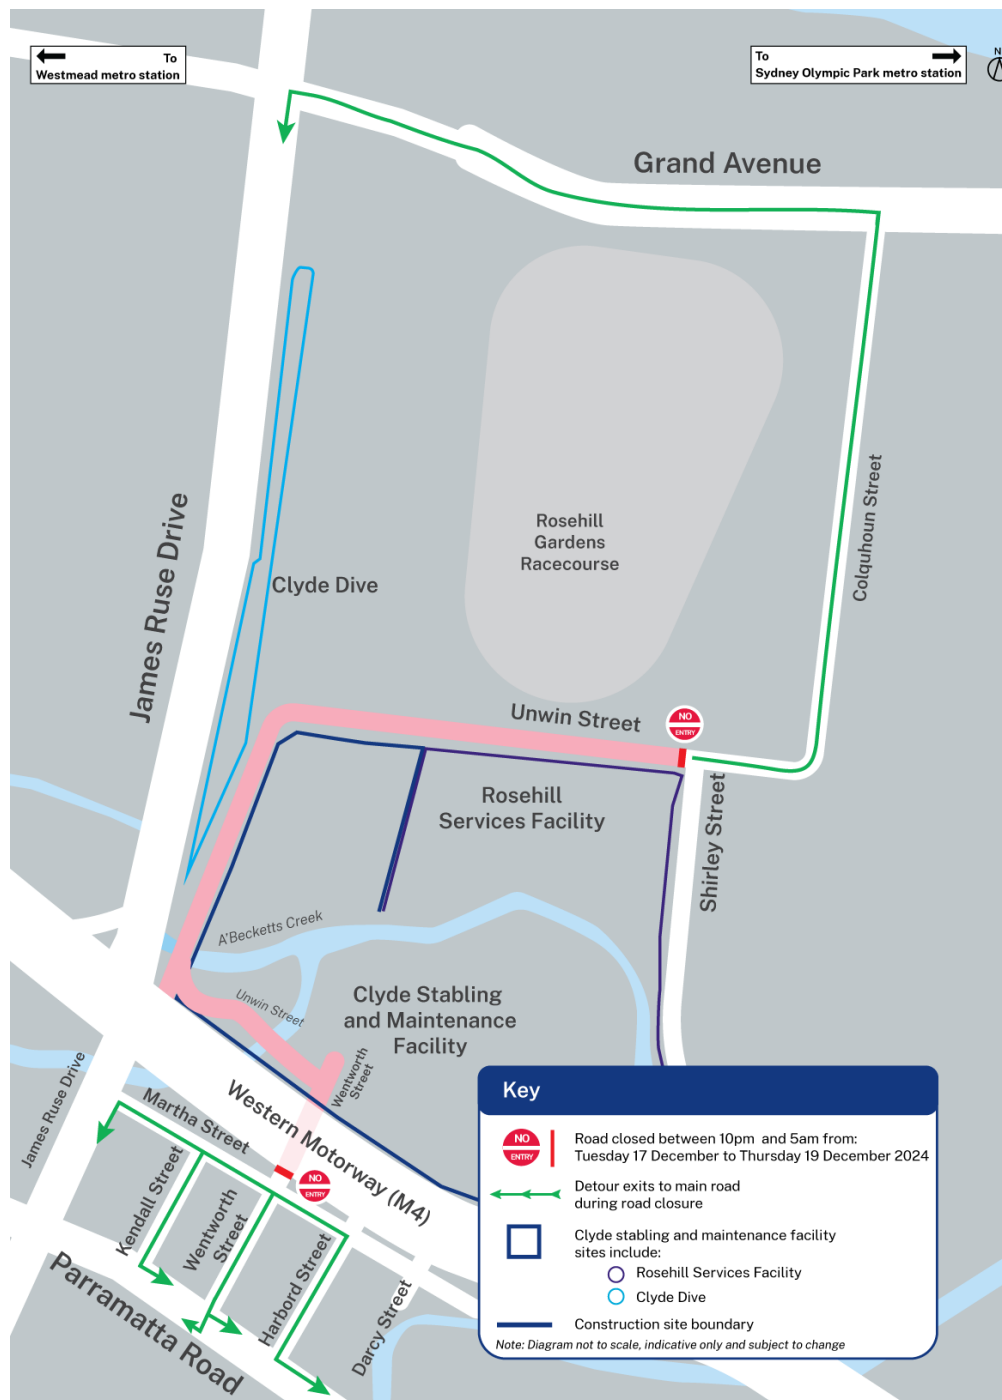 To
Westmead metro station
To
Sydney Olympic Park metro station
N
Grand Avenue
James Ruse Drive
Colquhoun Street
Rosehill
Gardens
Racecourse
Clyde Dive
Unwin Street
NO
ENTRY
Rosehill
Services Facility
Shirley Street
A'Becketts Creek
Unwin Street
Clyde Stabling
and Maintenance
Facility
Wentworth
Street
James Ruse Drive
Martha Street
Western Motorway (M4)
NO
ENTRY
Kendall Street
Wentworth
Street
Harbord Street
Darcy Street
Parramatta Road
Key
NO
ENTRY
Road closed between 10pm and 5am from:
Tuesday 17 December to Thursday 19 December 2024
Detour exits to main road
during road closure
Clyde stabling and maintenance facility
sites include:
Rosehill Services Facility
Clyde Dive
Construction site boundary
Note: Diagram not to scale, indicative only and subject to change